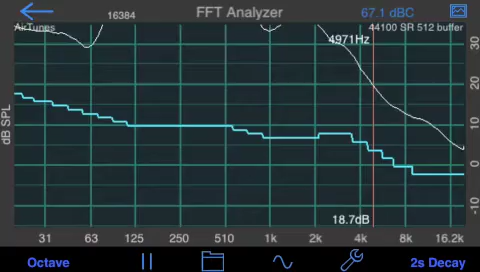 16384
FFT Analyzer
67.1 dBC
AirTunes
44100 SR 512 buffer
4971Hz
dB SPL
30
20
10
0
-10
18.7dB
31 63 125 250 510 1k 2k 4k 8k 16.2k
Octave
2s Decay